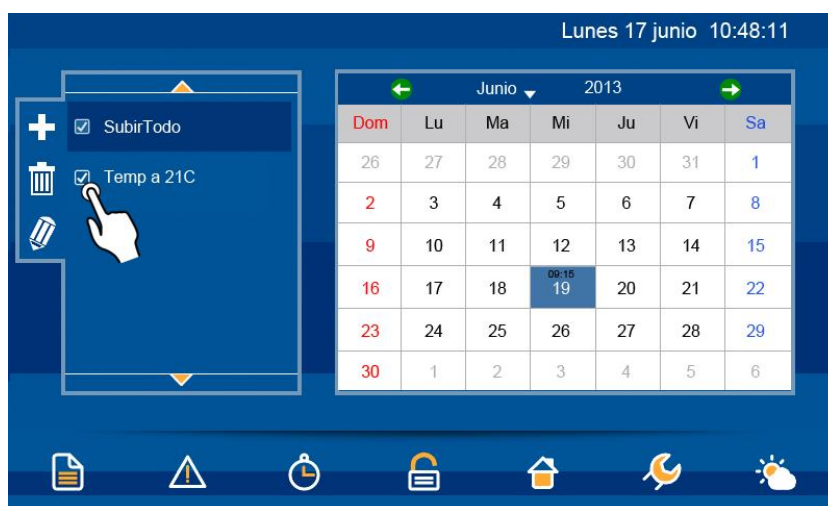 Lunes 17 junio 10:48:11
SubirTodo
Temp a 21C
Junio 2013
Dom Lu Ma Mi Ju Vi Sa
26 27 28 29 30 31 1
2 3 4 5 6 7 8
9 10 11 12 13 14 15
09:15
16 17 18 19 20 21 22
23 24 25 26 27 28 29
30 1 2 3 4 5 6